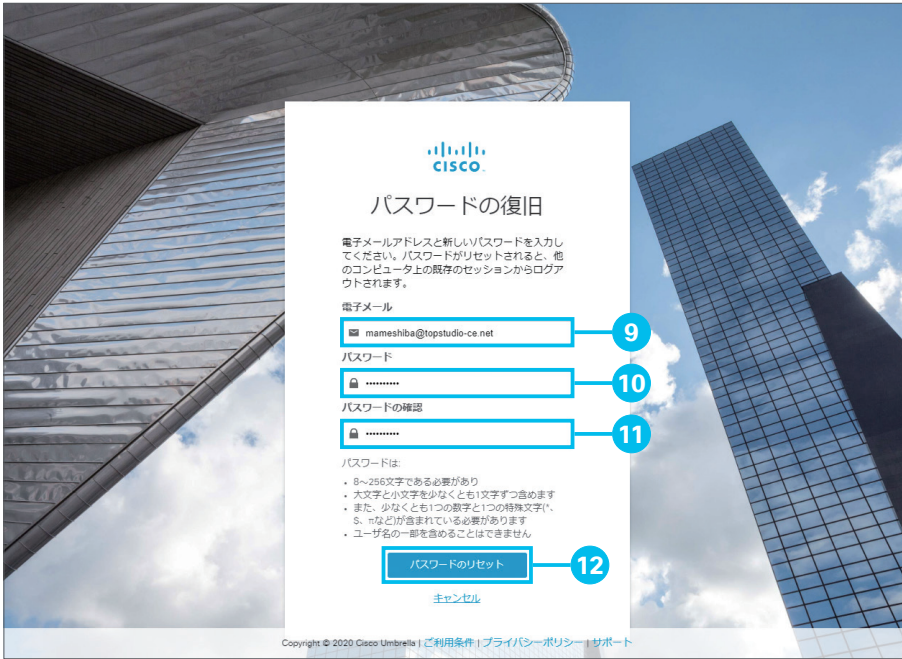 CISCO
パスワードの復旧
電子メールアドレスと新しいパスワードを入力し
てください。パスワードがリセットされると、他
のコンピュータ上の既存のセッションからログア
ウトされます。
電子メール
mameshiba@topstudio-ce.net
9
パスワード
••••••••••
10
パスワードの確認
••••••••••
11
パスワードは:
• 8~256文字である必要があり
• 大文字と小文字を少なくとも1文字ずつ含めます
• また、少なくとも1つの数字と1つの特殊文字(*、
S、πなど)が含まれている必要があります
• ユーザ名の一部を含めることはできません
パスワードのリセット
12
キャンセル
Copyright © 2020 Cisco Umbrella | ご利用条件 | プライバシーポリシー | サポート